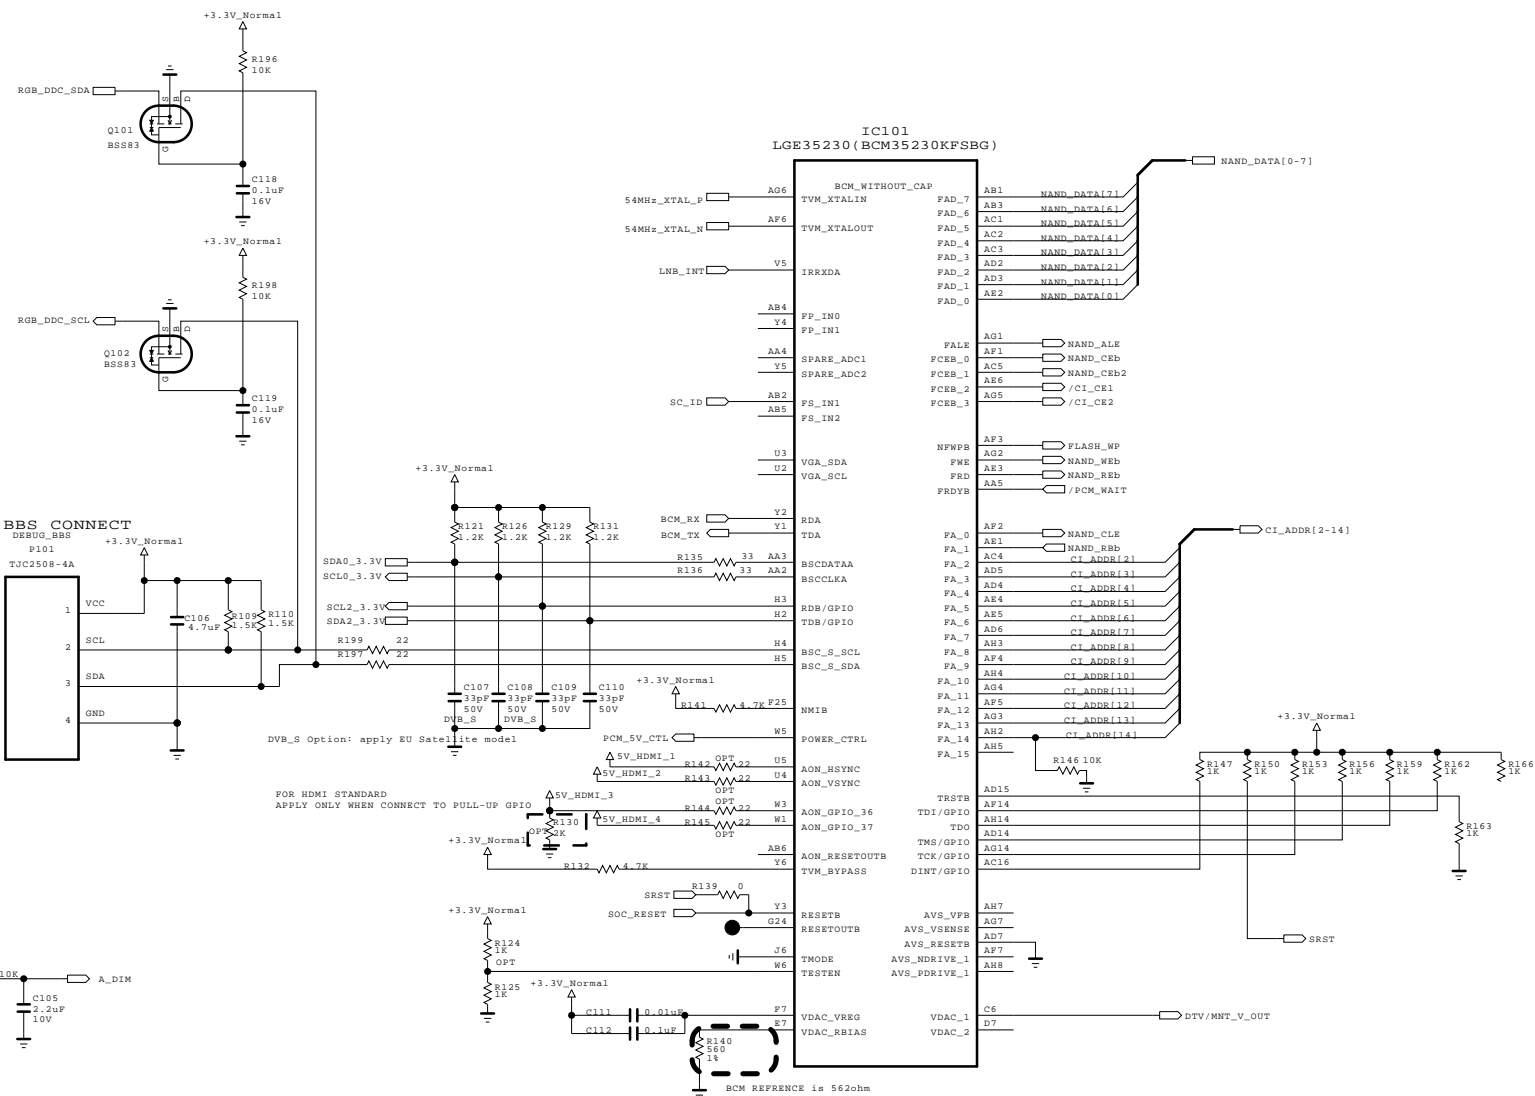 +3.3V_Normal
R196
10K
RGB_DDC_SDA
S
B
D
Q101
BSS83
G
C118
0.1uF
16V
+3.3V_Normal
R198
10K
RGB_DDC_SCL
S
B
D
Q102
BSS83
G
C119
0.1uF
16V
BBS CONNECT
DEBUG_BBS
P101
TJC2508-4A
+3.3V_Normal
1
VCC
2
SCL
3
SDA
4
GND
C106
4.7uF
R109
1.5K
R110
1.5K
R199
22
R197
22
+3.3V_Normal
R121
1.2K
R126
1.2K
R129
1.2K
R131
1.2K
SDA0_3.3V
SCL0_3.3V
SCL2_3.3V
SDA2_3.3V
R135
33
R136
33
C107
33pF
50V
DVB_S
C108
33pF
50V
DVB_S
C109
33pF
50V
C110
33pF
50V
DVB_S Option: apply EU Satellite model
+3.3V_Normal
R141
4.7K
PCM_5V_CTL
5V_HDMI_1
R142
OPT
22
5V_HDMI_2
R143
22
OPT
FOR HDMI STANDARD
APPLY ONLY WHEN CONNECT TO PULL-UP GPIO
5V_HDMI_3
R144
OPT
22
5V_HDMI_4
R145
22
OPT
R130
2K
OPT
+3.3V_Normal
R132
4.7K
SRST
R139
0
SOC_RESET
+3.3V_Normal
R124
1K
OPT
R125
1K
+3.3V_Normal
C111
0.01uF
C112
0.1uF
R140
560
1%
BCM REFRENCE is 562ohm
10K
A_DIM
C105
2.2uF
10V
IC101
LGE35230(BCM35230KFSBG)
BCM_WITHOUT_CAP
54MHz_XTAL_P
AG6
TVM_XTALIN
54MHz_XTAL_N
AF6
TVM_XTALOUT
LNB_INT
V5
IRRXDA
AB4
FP_IN0
Y4
FP_IN1
AA4
SPARE_ADC1
Y5
SPARE_ADC2
SC_ID
AB2
FS_IN1
AB5
FS_IN2
U3
VGA_SDA
U2
VGA_SCL
BCM_RX
Y2
RDA
BCM_TX
Y1
TDA
AA3
BSCDATAA
AA2
BSCCLKA
H3
RDB/GPIO
H2
TDB/GPIO
H4
BSC_S_SCL
H5
BSC_S_SDA
F25
NMIB
W5
POWER_CTRL
U5
AON_HSYNC
U4
AON_VSYNC
W3
AON_GPIO_36
W1
AON_GPIO_37
AB6
AON_RESETOUTB
Y6
TVM_BYPASS
Y3
RESETB
G24
RESETOUTB
J6
TMODE
W6
TESTEN
F7
VDAC_VREG
E7
VDAC_RBIAS
FAD_7
AB1
NAND_DATA[7]
FAD_6
AB3
NAND_DATA[6]
FAD_5
AC1
NAND_DATA[5]
FAD_4
AC2
NAND_DATA[4]
FAD_3
AC3
NAND_DATA[3]
FAD_2
AD2
NAND_DATA[2]
FAD_1
AD3
NAND_DATA[1]
FAD_0
AE2
NAND_DATA[0]
NAND_DATA[0-7]
FALE
AG1
NAND_ALE
FCEB_0
AF1
NAND_CEb
FCEB_1
AC5
NAND_CEb2
FCEB_2
AE6
/CI_CE1
FCEB_3
AG5
/CI_CE2
NFWPB
AF3
FLASH_WP
FWE
AG2
NAND_WEb
FRD
AE3
NAND_REb
FRDYB
AA5
/PCM_WAIT
FA_0
AF2
NAND_CLE
FA_1
AE1
NAND_RBb
FA_2
AC4
CI_ADDR[2]
FA_3
AD5
CI_ADDR[3]
FA_4
AD4
CI_ADDR[4]
FA_5
AE4
CI_ADDR[5]
FA_6
AE5
CI_ADDR[6]
FA_7
AD6
CI_ADDR[7]
FA_8
AH3
CI_ADDR[8]
FA_9
AF4
CI_ADDR[9]
FA_10
AH4
CI_ADDR[10]
FA_11
AG4
CI_ADDR[11]
FA_12
AF5
CI_ADDR[12]
FA_13
AG3
CI_ADDR[13]
FA_14
AH2
CI_ADDR[14]
FA_15
AH5
CI_ADDR[2-14]
R146 10K
TRSTB
AD15
TDI/GPIO
AF14
TDO
AH14
TMS/GPIO
AD14
TCK/GPIO
AG14
DINT/GPIO
AC16
+3.3V_Normal
R147
1K
R150
1K
R153
1K
R156
1K
R159
1K
R162
1K
R166
1K
R163
1K
SRST
AVS_VFB
AH7
AVS_VSENSE
AG7
AVS_RESETB
AD7
AVS_NDRIVE_1
AF7
AVS_PDRIVE_1
AH8
VDAC_1
C6
DTV/MNT_V_OUT
VDAC_2
D7